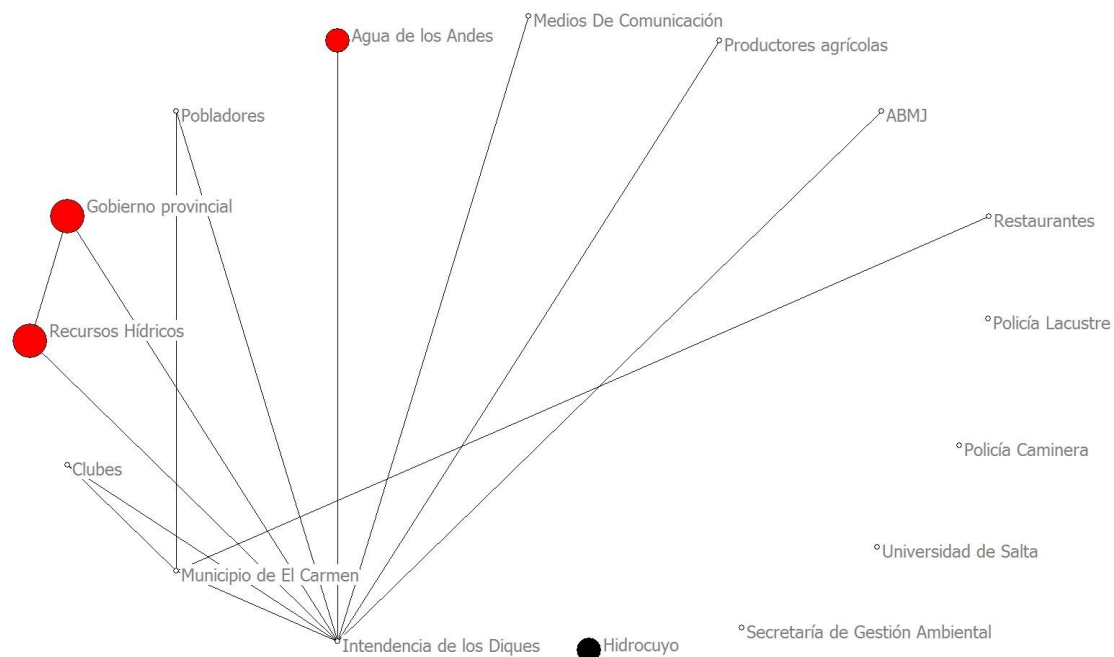 Medios De Comunicación
Agua de los Andes
Productores agrícolas
Pobladores
ABMJ
Gobierno provincial
Restaurantes
Policía Lacustre
Recursos Hídricos
Policía Caminera
Clubes
Universidad de Salta
Municipio de El Carmen
Secretaría de Gestión Ambiental
Intendencia de los Diques
Hidrocuyo